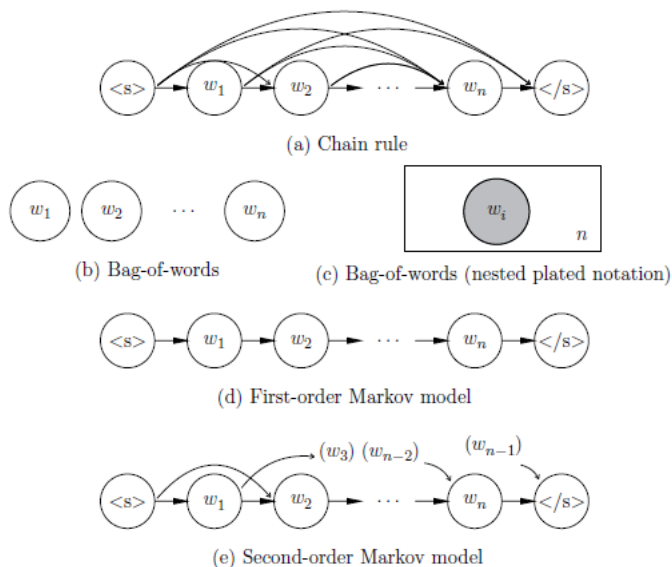 <s> w₁ w₂ ··· wₙ </s>
(a) Chain rule
w₁ w₂ ··· wₙ
(b) Bag-of-words
wᵢ
n
(c) Bag-of-words (nested plated notation)
<s> w₁ w₂ ··· wₙ </s>
(d) First-order Markov model
(w₃) (wₙ₋₂) (wₙ₋₁)
<s> w₁ w₂ ··· wₙ </s>
(e) Second-order Markov model